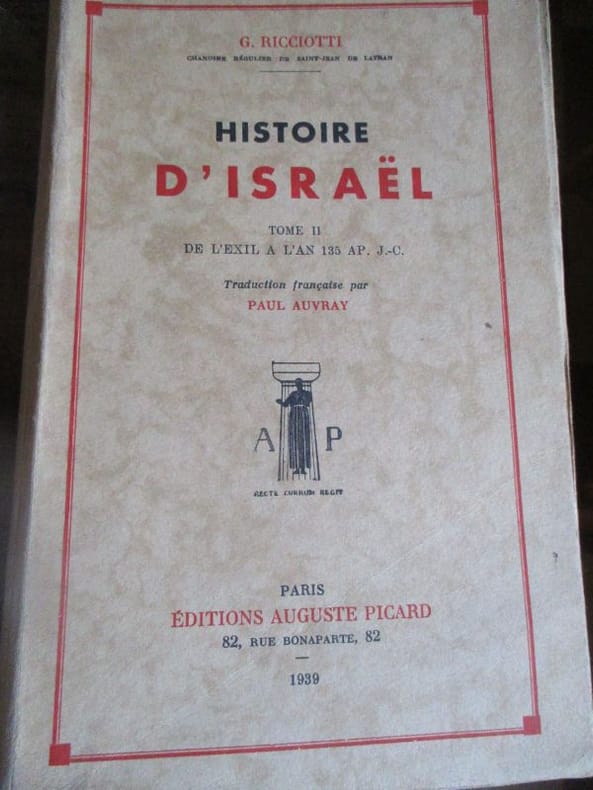 G. RICCIOTTI
CHANOINE RÉGULIER DE SAINT-JEAN DE LATRAN
HISTOIRE
D'ISRAËL
TOME II
DE L'EXIL A L'AN 135 AP. J.-C.
Traduction française par
PAUL AUVRAY
A P
RECTE CURRUM REGIT
PARIS
ÉDITIONS AUGUSTE PICARD
82, RUE BONAPARTE, 82
1939